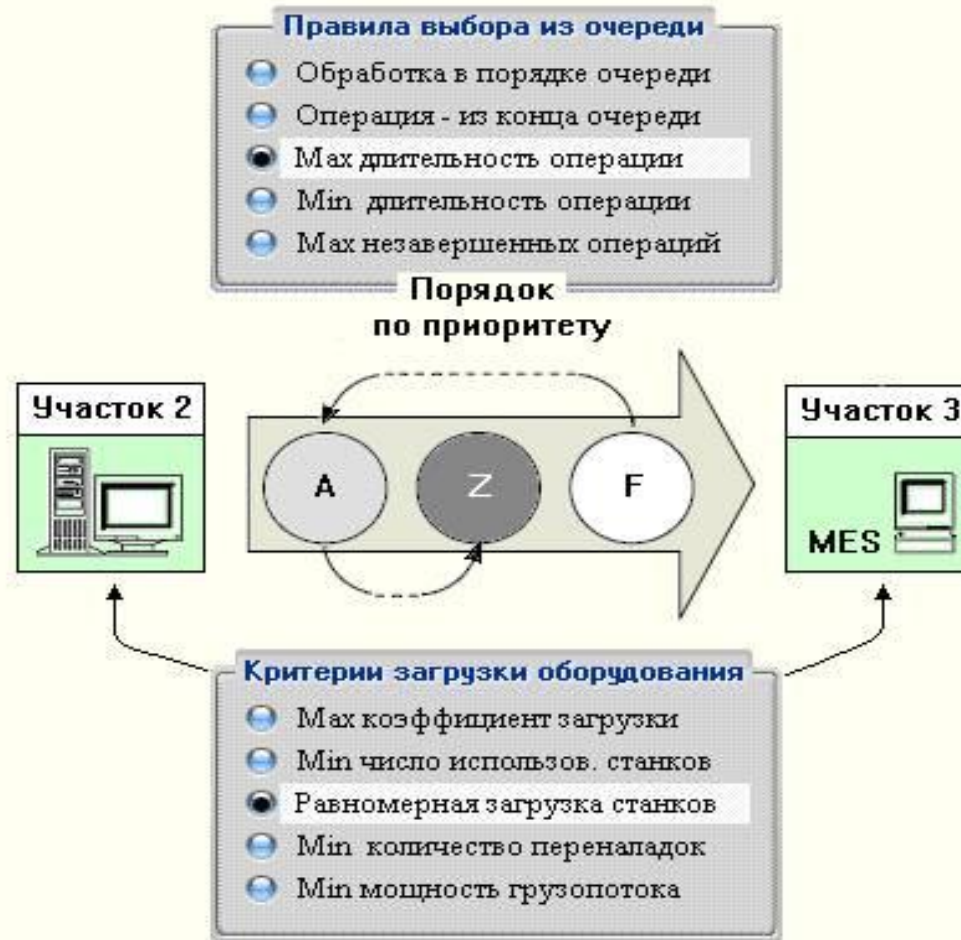 Правила выбора из очереди
Обработка в порядке очереди
Операция - из конца очереди
Max длительность операции
Min длительность операции
Max незавершенных операций
Порядок
по приоритету
Участок 2
Участок 3
A
Z
F
MES
Критерии загрузки оборудования
Max коэффициент загрузки
Min число использов. станков
Равномерная загрузка станков
Min количество переналадок
Min мощность грузопотока